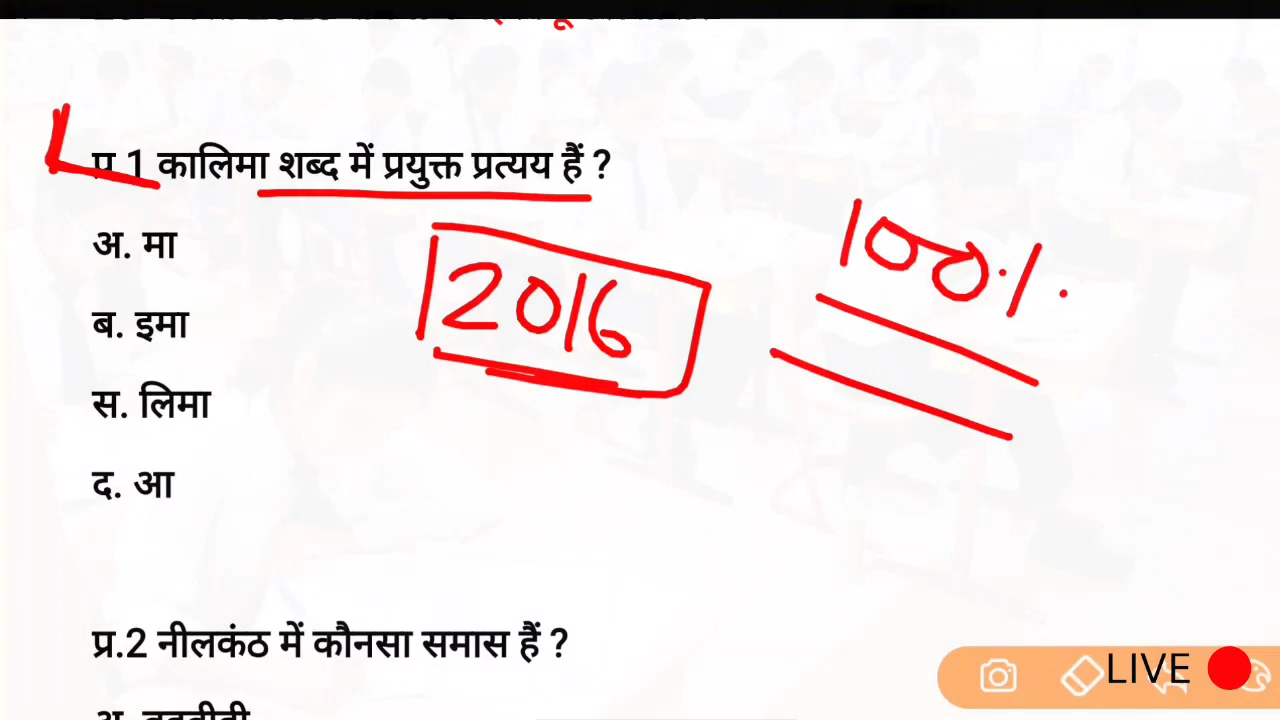 प्र.1 कालिमा शब्द में प्रयुक्त प्रत्यय हैं ?
अ. मा
ब. इमा
स. लिमा
द. आ
2016
100%.
प्र.2 नीलकंठ में कौनसा समास हैं ?
LIVE